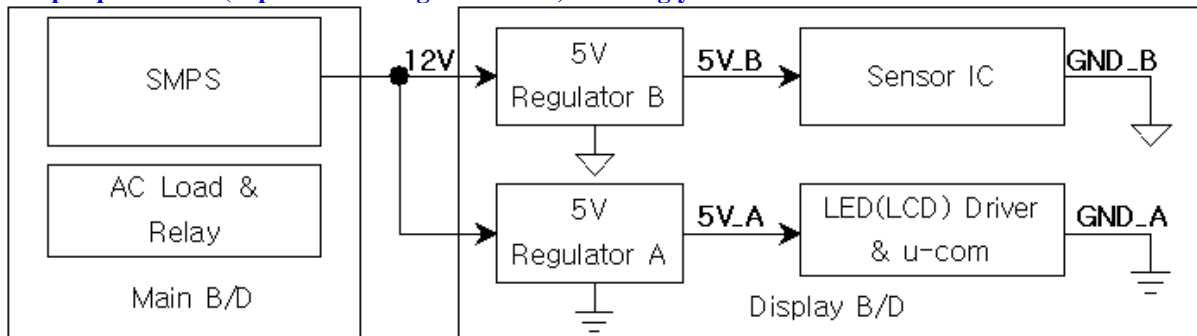 SMPS
AC Load &
Relay
Main B/D
12V
5V
Regulator B
5V_B
Sensor IC
GND_B
5V
Regulator A
5V_A
LED(LCD) Driver
& u-com
GND_A
Display B/D